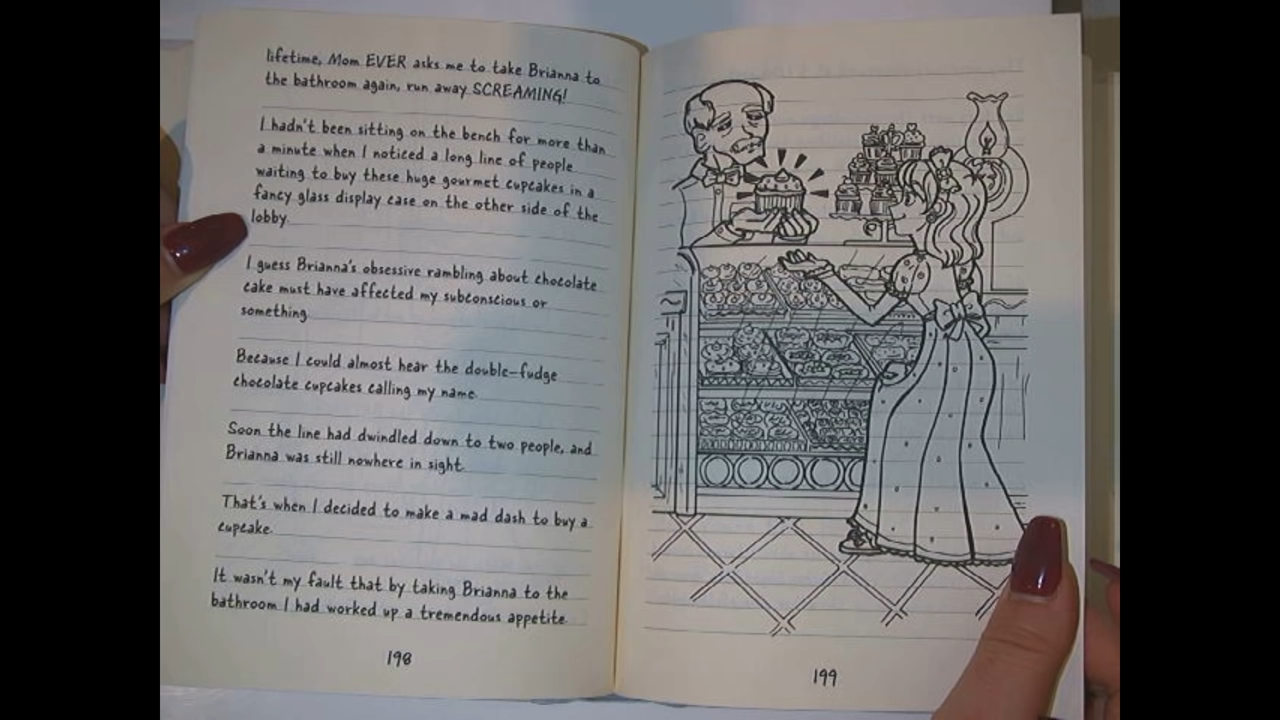 lifetime, Mom EVER asks me to take Brianna to
the bathroom again, run away SCREAMING!
I hadn't been sitting on the bench for more than
a minute when I noticed a long line of people
waiting to buy these huge gourmet cupcakes in a
fancy glass display case on the other side of the
lobby.
I guess Brianna's obsessive rambling about chocolate
cake must have affected my subconscious or
something.
Because I could almost hear the double-fudge
chocolate cupcakes calling my name.
Soon the line had dwindled down to two people, and
Brianna was still nowhere in sight.
That's when I decided to make a mad dash to buy a
cupcake.
It wasn't my fault that by taking Brianna to the
bathroom I had worked up a tremendous appetite.
198
199